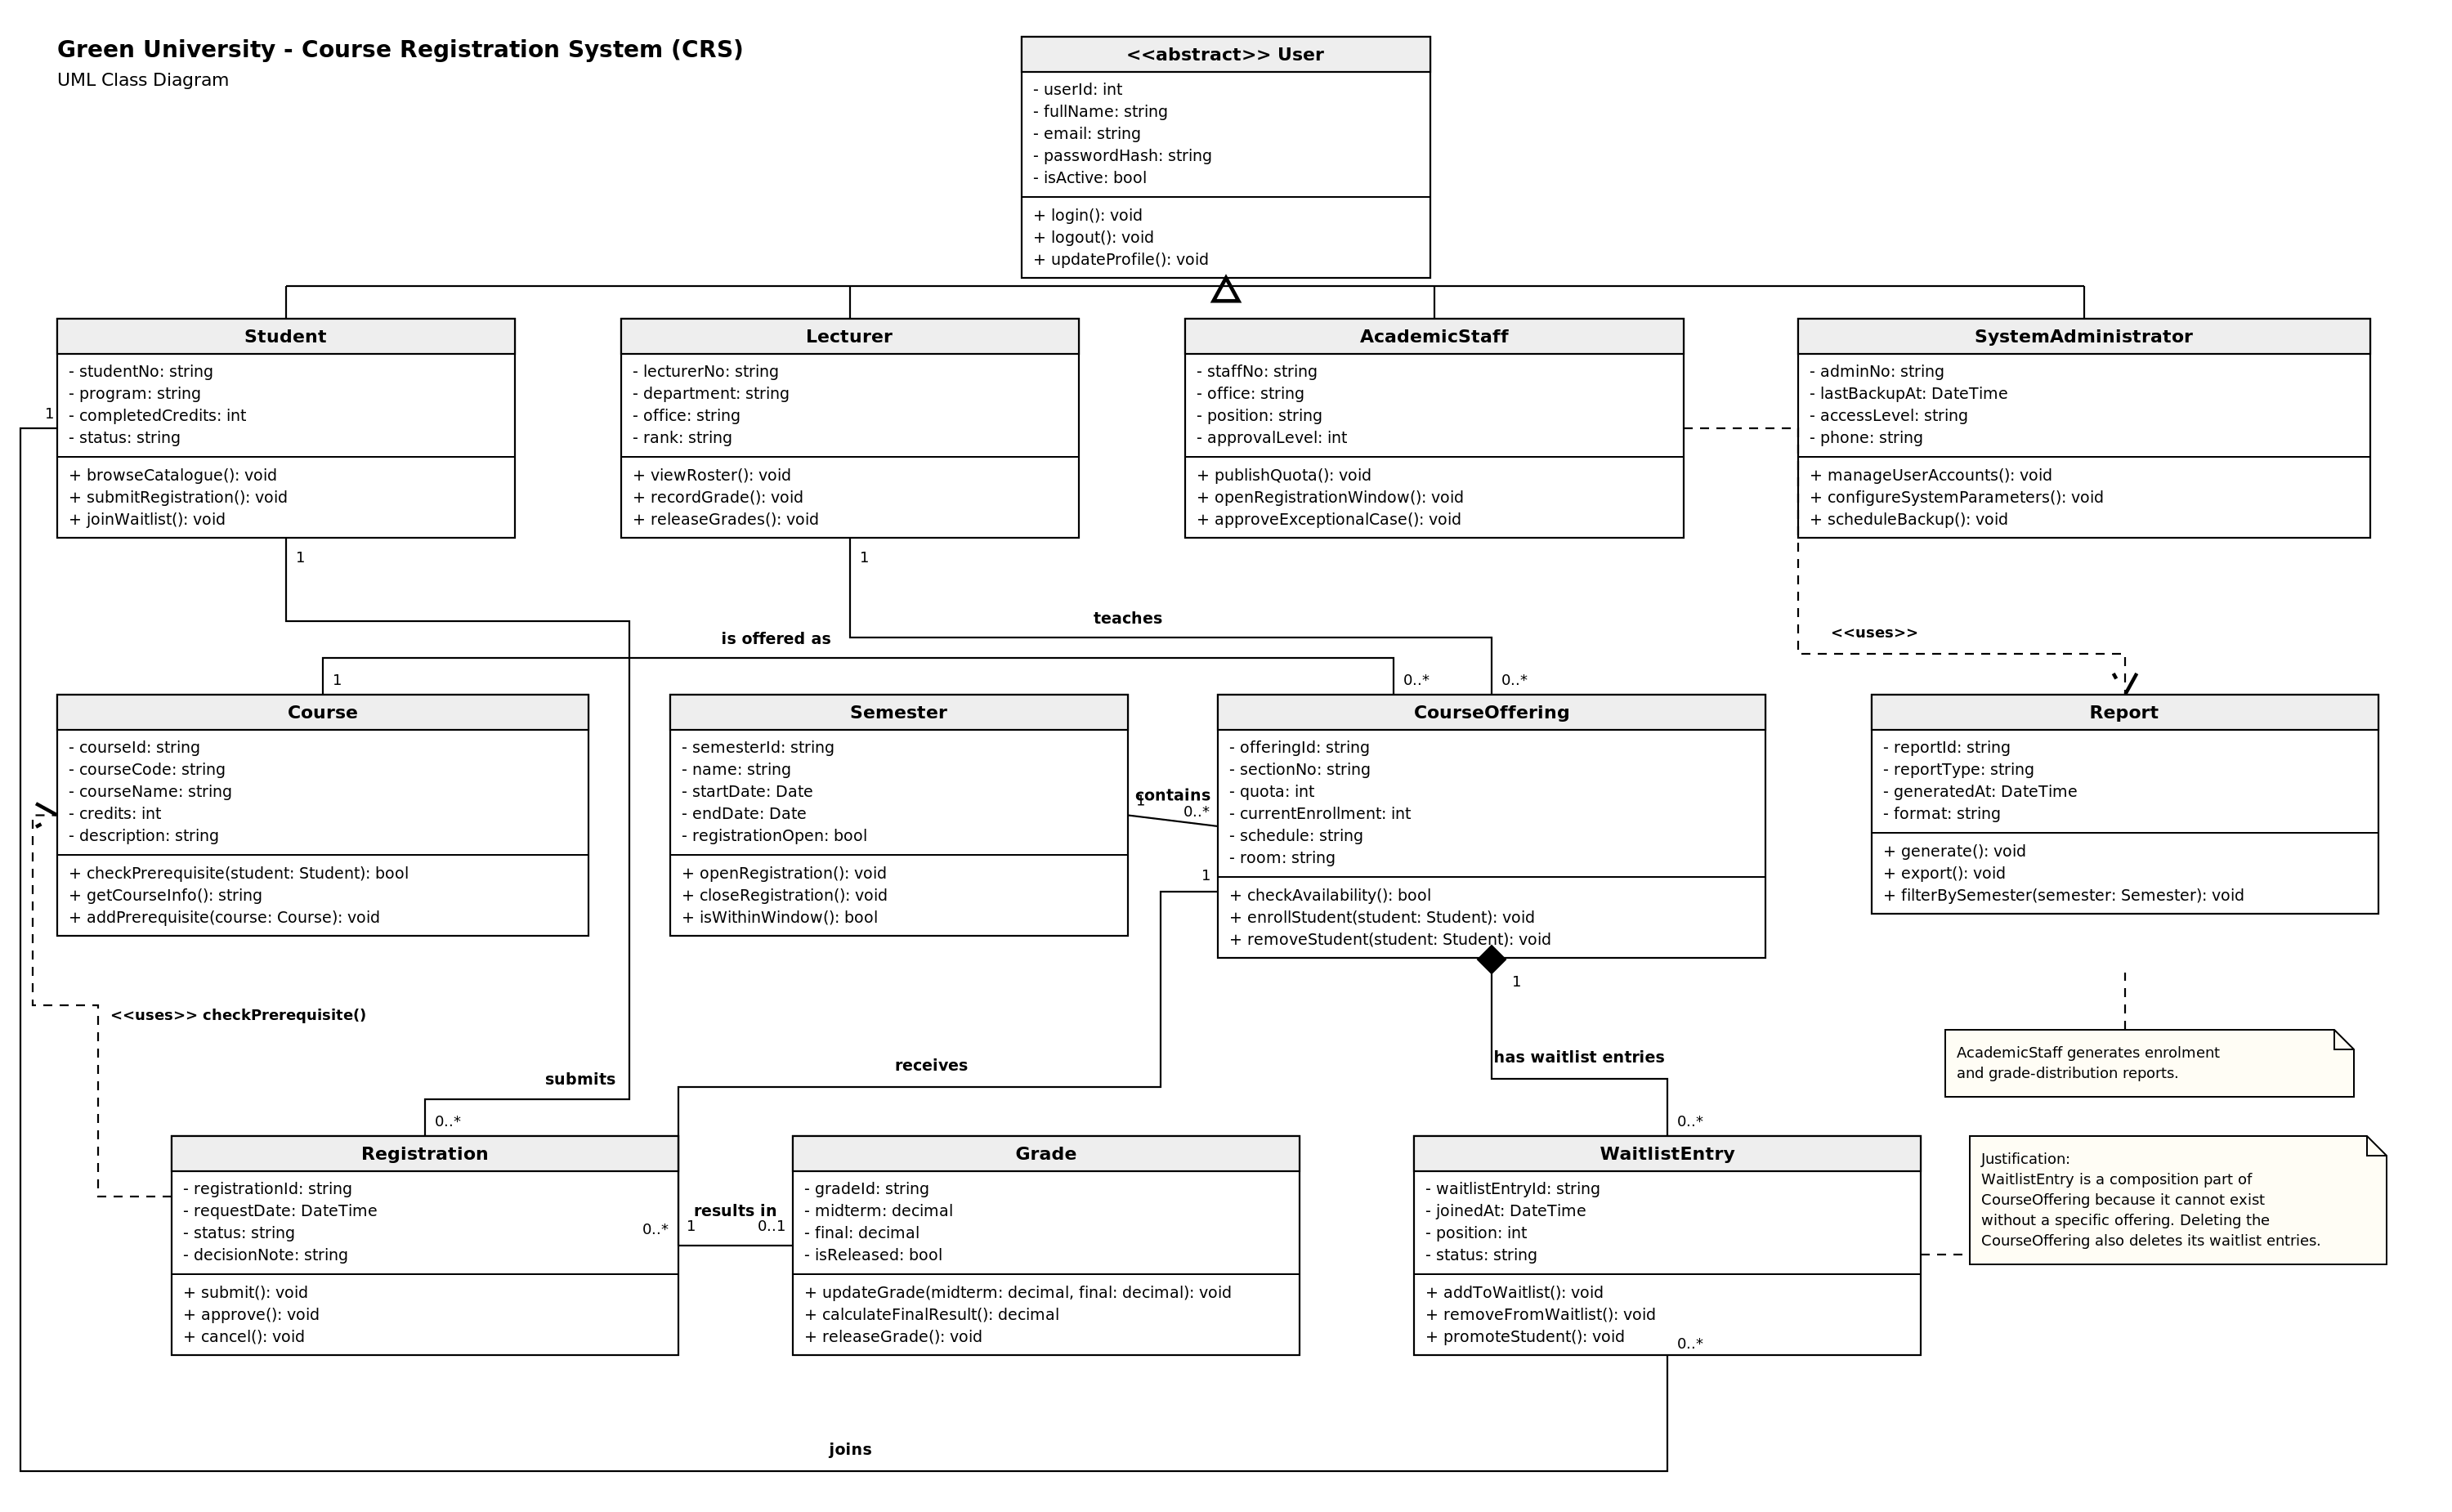 Green University - Course Registration System (CRS)
UML Class Diagram
<<abstract>> User
- userId: int
- fullName: string
- email: string
- passwordHash: string
- isActive: bool
+ login(): void
+ logout(): void
+ updateProfile(): void
Student
- studentNo: string
- program: string
- completedCredits: int
- status: string
+ browseCatalogue(): void
+ submitRegistration(): void
+ joinWaitlist(): void
Lecturer
- lecturerNo: string
- department: string
- office: string
- rank: string
+ viewRoster(): void
+ recordGrade(): void
+ releaseGrades(): void
AcademicStaff
- staffNo: string
- office: string
- position: string
- approvalLevel: int
+ publishQuota(): void
+ openRegistrationWindow(): void
+ approveExceptionalCase(): void
SystemAdministrator
- adminNo: string
- lastBackupAt: DateTime
- accessLevel: string
- phone: string
+ manageUserAccounts(): void
+ configureSystemParameters(): void
+ scheduleBackup(): void
1
1
1
teaches
is offered as
<<uses>>
1
0..*
0..*
Course
- courseId: string
- courseCode: string
- courseName: string
- credits: int
- description: string
+ checkPrerequisite(student: Student): bool
+ getCourseInfo(): string
+ addPrerequisite(course: Course): void
Semester
- semesterId: string
- name: string
- startDate: Date
- endDate: Date
- registrationOpen: bool
+ openRegistration(): void
+ closeRegistration(): void
+ isWithinWindow(): bool
contains
1
0..*
1
CourseOffering
- offeringId: string
- sectionNo: string
- quota: int
- currentEnrollment: int
- schedule: string
- room: string
+ checkAvailability(): bool
+ enrollStudent(student: Student): void
+ removeStudent(student: Student): void
Report
- reportId: string
- reportType: string
- generatedAt: DateTime
- format: string
+ generate(): void
+ export(): void
+ filterBySemester(semester: Semester): void
1
<<uses>> checkPrerequisite()
submits
receives
has waitlist entries
AcademicStaff generates enrolment
and grade-distribution reports.
0..*
0..*
Registration
- registrationId: string
- requestDate: DateTime
- status: string
- decisionNote: string
+ submit(): void
+ approve(): void
+ cancel(): void
0..*
results in
1
0..1
Grade
- gradeId: string
- midterm: decimal
- final: decimal
- isReleased: bool
+ updateGrade(midterm: decimal, final: decimal): void
+ calculateFinalResult(): decimal
+ releaseGrade(): void
WaitlistEntry
- waitlistEntryId: string
- joinedAt: DateTime
- position: int
- status: string
+ addToWaitlist(): void
+ removeFromWaitlist(): void
+ promoteStudent(): void
0..*
Justification:
WaitlistEntry is a composition part of
CourseOffering because it cannot exist
without a specific offering. Deleting the
CourseOffering also deletes its waitlist entries.
joins